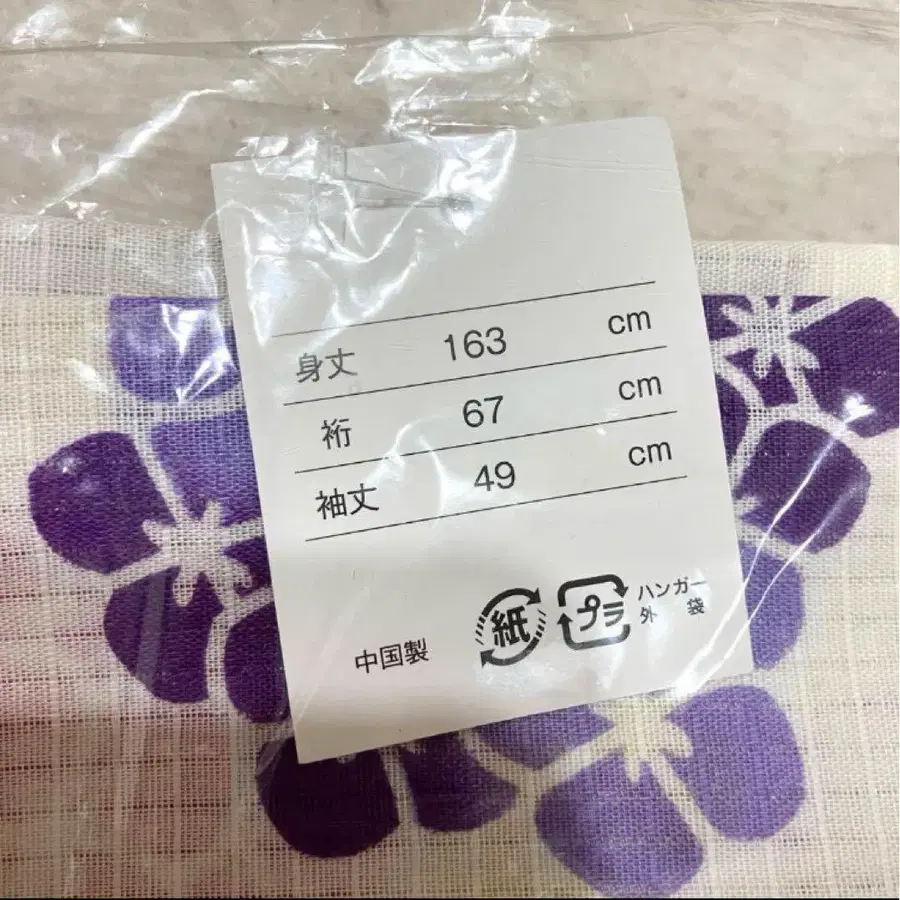 身丈 163 cm
裄 67 cm
袖丈 49 cm
中国製 紙 プラ ハンガー
外 袋